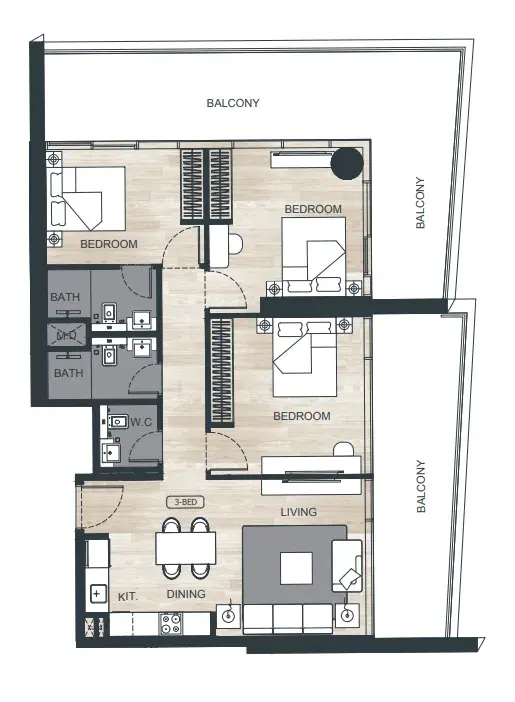 BALCONY
BALCONY
BEDROOM
BEDROOM
BATH
M.D
BATH
W.C
BEDROOM
BALCONY
3-BED
LIVING
KIT.
DINING